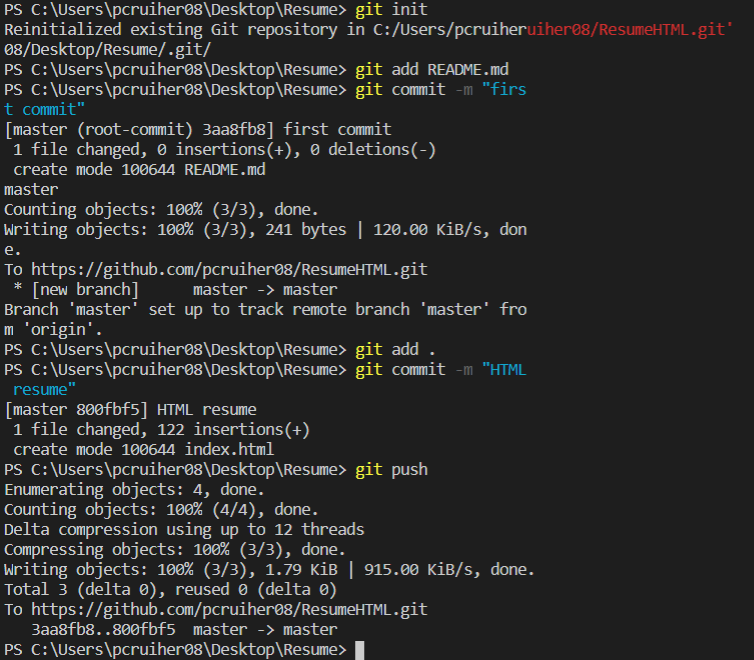 PS C:\Users\pcruiher08\Desktop\Resume> git init
Reinitialized existing Git repository in C:/Users/pcruiheruiher08/ResumeHTML.git'
08/Desktop/Resume/.git/
PS C:\Users\pcruiher08\Desktop\Resume> git add README.md
PS C:\Users\pcruiher08\Desktop\Resume> git commit -m "firs
t commit"
[master (root-commit) 3aa8fb8] first commit
 1 file changed, 0 insertions(+), 0 deletions(-)
 create mode 100644 README.md
master
Counting objects: 100% (3/3), done.
Writing objects: 100% (3/3), 241 bytes | 120.00 KiB/s, don
e.
To https://github.com/pcruiher08/ResumeHTML.git
 * [new branch]      master -> master
Branch 'master' set up to track remote branch 'master' fro
m 'origin'.
PS C:\Users\pcruiher08\Desktop\Resume> git add .
PS C:\Users\pcruiher08\Desktop\Resume> git commit -m "HTML
 resume"
[master 800fbf5] HTML resume
 1 file changed, 122 insertions(+)
 create mode 100644 index.html
PS C:\Users\pcruiher08\Desktop\Resume> git push
Enumerating objects: 4, done.
Counting objects: 100% (4/4), done.
Delta compression using up to 12 threads
Compressing objects: 100% (3/3), done.
Writing objects: 100% (3/3), 1.79 KiB | 915.00 KiB/s, done.
Total 3 (delta 0), reused 0 (delta 0)
To https://github.com/pcruiher08/ResumeHTML.git
   3aa8fb8..800fbf5  master -> master
PS C:\Users\pcruiher08\Desktop\Resume>